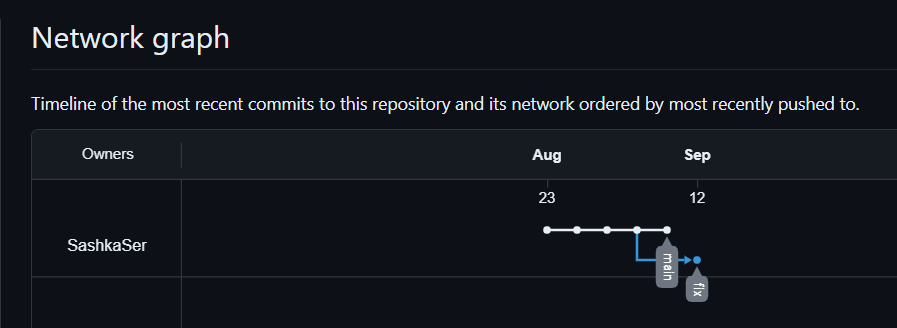 Network graph
Timeline of the most recent commits to this repository and its network ordered by most recently pushed to.
Owners
Aug
Sep
23
12
SashkaSer
main
fix